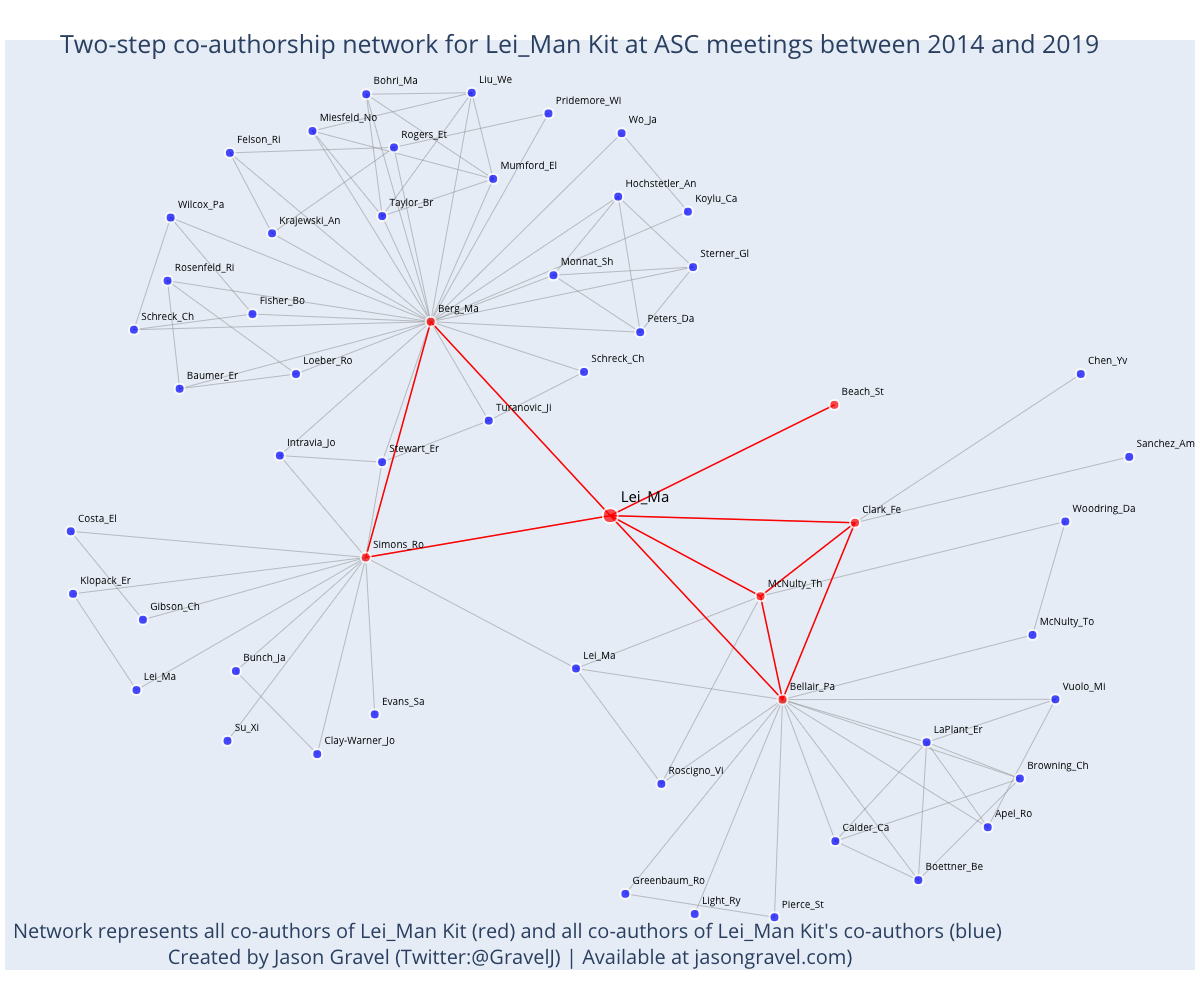 Two-step co-authorship network for Lei_Man Kit at ASC meetings between 2014 and 2019
Bohri_Ma
Liu_We
Pridemore_Wi
Miesfeld_No
Wo_Ja
Felson_Ri
Rogers_Et
Mumford_El
Hochstetler_An
Koylu_Ca
Wilcox_Pa
Taylor_Br
Krajewski_An
Sterner_Gl
Monnat_Sh
Rosenfeld_Ri
Fisher_Bo
Berg_Ma
Schreck_Ch
Peters_Da
Loeber_Ro
Schreck_Ch
Chen_Yv
Baumer_Er
Beach_St
Turanovic_Ji
Intravia_Jo
Stewart_Er
Sanchez_Am
Lei_Ma
Clark_Fe
Woodring_Da
Costa_El
Simons_Ro
Klopack_Er
McNulty_Th
Gibson_Ch
McNulty_To
Bunch_Ja
Lei_Ma
Lei_Ma
Bellair_Pa
Vuolo_Mi
Evans_Sa
Su_Xi
LaPlant_Er
Clay-Warner_Jo
Browning_Ch
Roscigno_Vi
Apel_Ro
Calder_Ca
Boettner_Be
Greenbaum_Ro
Light_Ry
Pierce_St
Network represents all co-authors of Lei_Man Kit (red) and all co-authors of Lei_Man Kit's co-authors (blue)
Created by Jason Gravel (Twitter:@GravelJ) | Available at jasongravel.com)